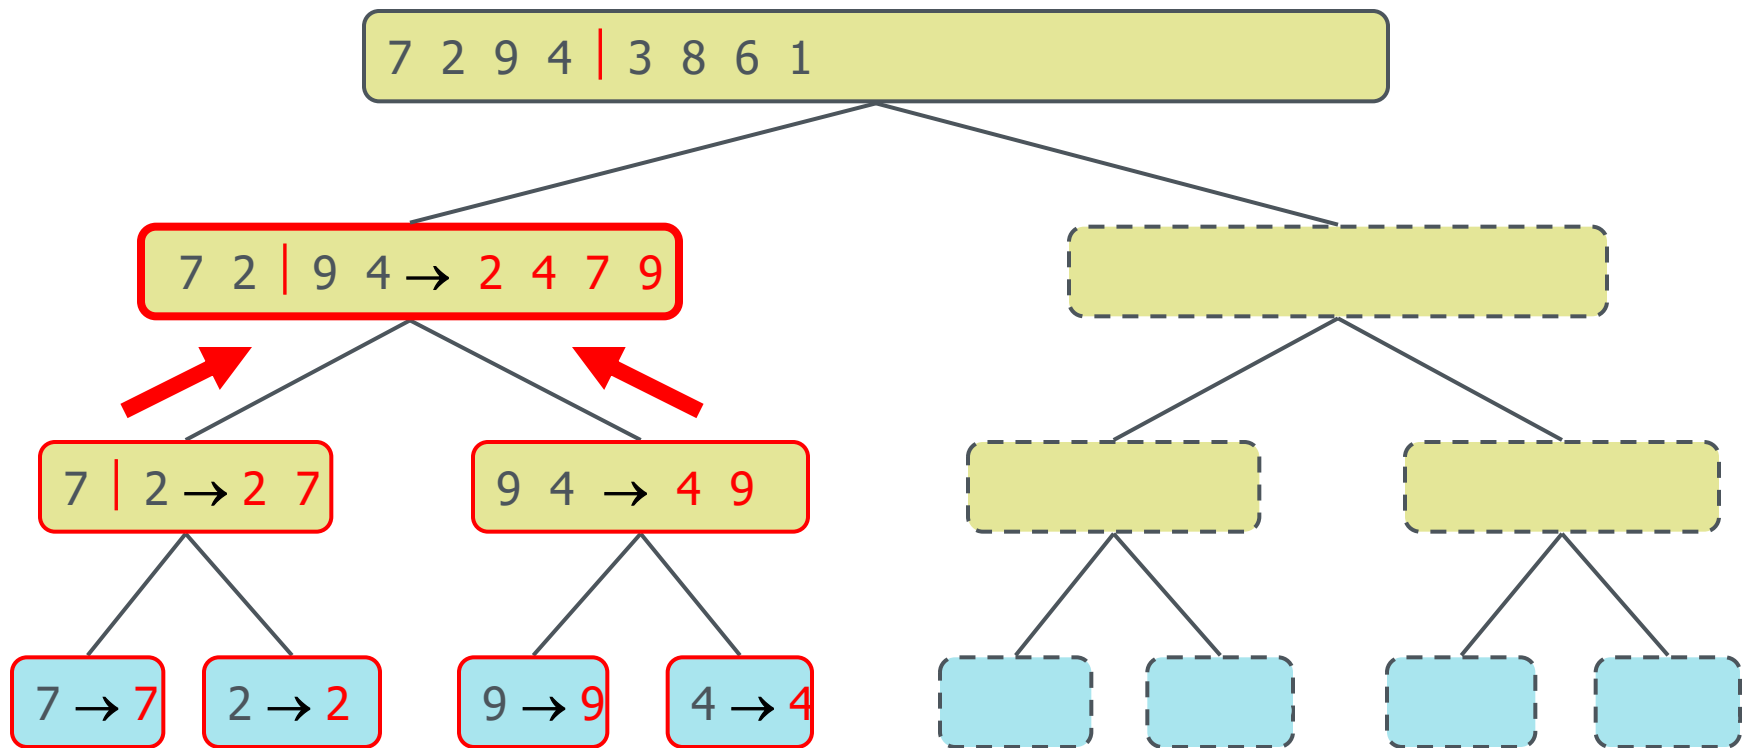 7 2 9 4 | 3 8 6 1
7 2 | 9 4 → 2 4 7 9
7 | 2 → 2 7
9 4 → 4 9
7 → 7
2 → 2
9 → 9
4 → 4